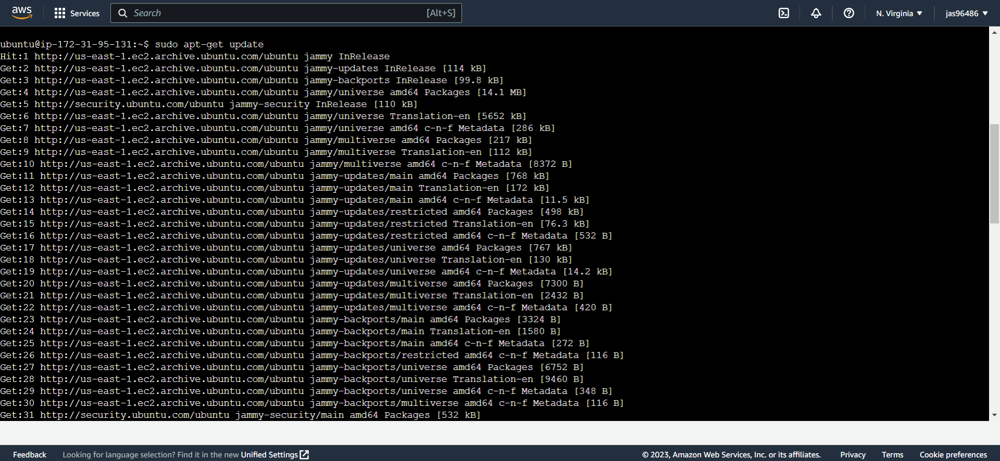 aws
Services
Search [Alt+S]
N. Virginia
jas96486
ubuntu@ip-172-31-95-131:~$ sudo apt-get update
Hit:1 http://us-east-1.ec2.archive.ubuntu.com/ubuntu jammy InRelease
Get:2 http://us-east-1.ec2.archive.ubuntu.com/ubuntu jammy-updates InRelease [114 kB]
Get:3 http://us-east-1.ec2.archive.ubuntu.com/ubuntu jammy-backports InRelease [99.8 kB]
Get:4 http://us-east-1.ec2.archive.ubuntu.com/ubuntu jammy/universe amd64 Packages [14.1 MB]
Get:5 http://security.ubuntu.com/ubuntu jammy-security InRelease [110 kB]
Get:6 http://us-east-1.ec2.archive.ubuntu.com/ubuntu jammy/universe Translation-en [5652 kB]
Get:7 http://us-east-1.ec2.archive.ubuntu.com/ubuntu jammy/universe amd64 c-n-f Metadata [286 kB]
Get:8 http://us-east-1.ec2.archive.ubuntu.com/ubuntu jammy/multiverse amd64 Packages [217 kB]
Get:9 http://us-east-1.ec2.archive.ubuntu.com/ubuntu jammy/multiverse Translation-en [112 kB]
Get:10 http://us-east-1.ec2.archive.ubuntu.com/ubuntu jammy/multiverse amd64 c-n-f Metadata [8372 B]
Get:11 http://us-east-1.ec2.archive.ubuntu.com/ubuntu jammy-updates/main amd64 Packages [768 kB]
Get:12 http://us-east-1.ec2.archive.ubuntu.com/ubuntu jammy-updates/main Translation-en [172 kB]
Get:13 http://us-east-1.ec2.archive.ubuntu.com/ubuntu jammy-updates/main amd64 c-n-f Metadata [11.5 kB]
Get:14 http://us-east-1.ec2.archive.ubuntu.com/ubuntu jammy-updates/restricted amd64 Packages [498 kB]
Get:15 http://us-east-1.ec2.archive.ubuntu.com/ubuntu jammy-updates/restricted Translation-en [76.3 kB]
Get:16 http://us-east-1.ec2.archive.ubuntu.com/ubuntu jammy-updates/restricted amd64 c-n-f Metadata [532 B]
Get:17 http://us-east-1.ec2.archive.ubuntu.com/ubuntu jammy-updates/universe amd64 Packages [767 kB]
Get:18 http://us-east-1.ec2.archive.ubuntu.com/ubuntu jammy-updates/universe Translation-en [130 kB]
Get:19 http://us-east-1.ec2.archive.ubuntu.com/ubuntu jammy-updates/universe amd64 c-n-f Metadata [14.2 kB]
Get:20 http://us-east-1.ec2.archive.ubuntu.com/ubuntu jammy-updates/multiverse amd64 Packages [7300 B]
Get:21 http://us-east-1.ec2.archive.ubuntu.com/ubuntu jammy-updates/multiverse Translation-en [2432 B]
Get:22 http://us-east-1.ec2.archive.ubuntu.com/ubuntu jammy-updates/multiverse amd64 c-n-f Metadata [420 B]
Get:23 http://us-east-1.ec2.archive.ubuntu.com/ubuntu jammy-backports/main amd64 Packages [3324 B]
Get:24 http://us-east-1.ec2.archive.ubuntu.com/ubuntu jammy-backports/main Translation-en [1580 B]
Get:25 http://us-east-1.ec2.archive.ubuntu.com/ubuntu jammy-backports/main amd64 c-n-f Metadata [272 B]
Get:26 http://us-east-1.ec2.archive.ubuntu.com/ubuntu jammy-backports/restricted amd64 c-n-f Metadata [116 B]
Get:27 http://us-east-1.ec2.archive.ubuntu.com/ubuntu jammy-backports/universe amd64 Packages [6752 B]
Get:28 http://us-east-1.ec2.archive.ubuntu.com/ubuntu jammy-backports/universe Translation-en [9460 B]
Get:29 http://us-east-1.ec2.archive.ubuntu.com/ubuntu jammy-backports/universe amd64 c-n-f Metadata [348 B]
Get:30 http://us-east-1.ec2.archive.ubuntu.com/ubuntu jammy-backports/multiverse amd64 c-n-f Metadata [116 B]
Get:31 http://security.ubuntu.com/ubuntu jammy-security/main amd64 Packages [532 kB]
Feedback Looking for language selection? Find it in the new Unified Settings © 2023, Amazon Web Services, Inc. or its affiliates. Privacy Terms Cookie preferences